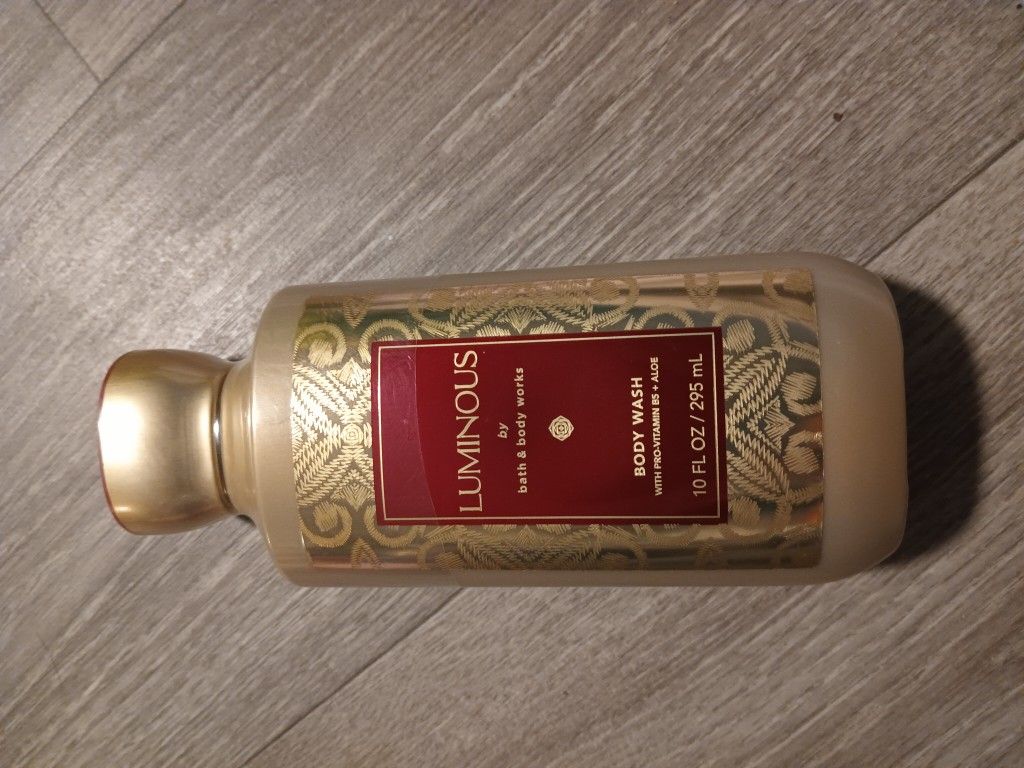 LUMINOUS
by
bath & body works
BODY WASH
WITH PRO-VITAMIN B5 + ALOE
10 FL OZ / 295 mL